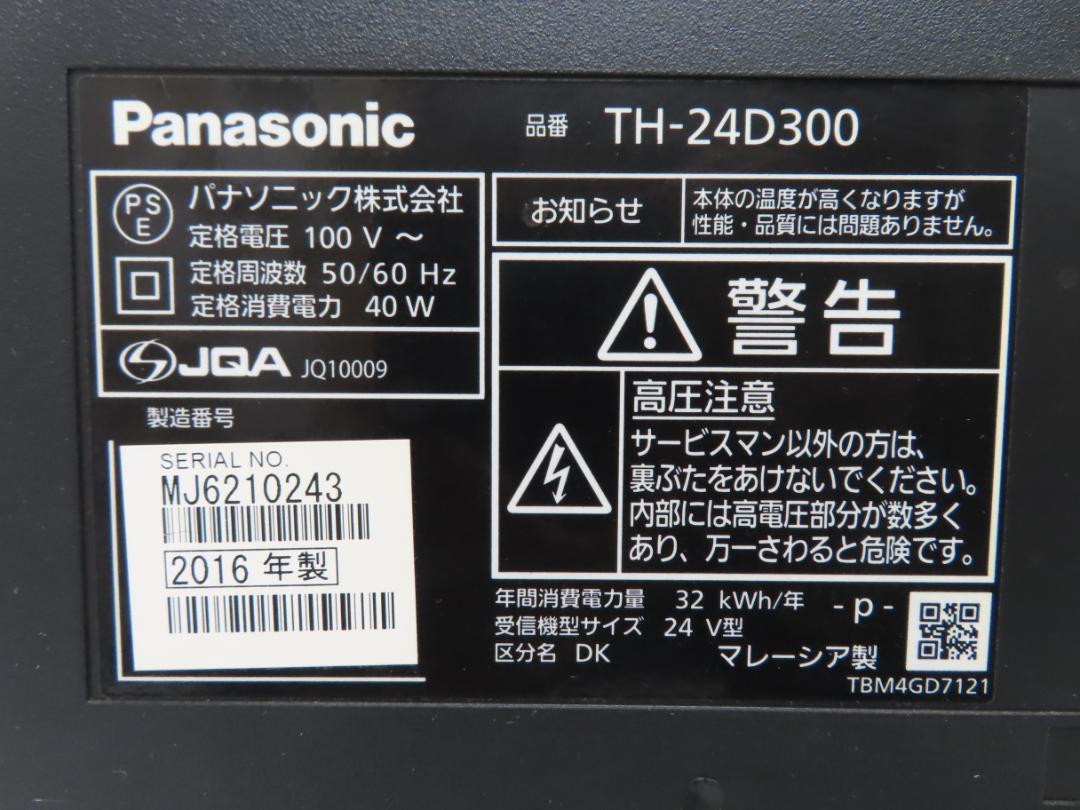 Panasonic
品番 TH-24D300
PS
E
パナソニック株式会社
定格電圧 100 V ～
定格周波数 50/60 Hz
定格消費電力 40 W
JQA JQ10009
製造番号
SERIAL NO.
MJ6210243
2016 年製
お知らせ
本体の温度が高くなりますが
性能・品質には問題ありません。
警告
高圧注意
サービスマン以外の方は、
裏ぶたをあけないでください。
内部には高電圧部分が数多く
あり、万一さわると危険です。
年間消費電力量 32 kWh/年
受信機型サイズ 24 V型
区分名 DK
-p-
マレーシア製
TBM4GD7121